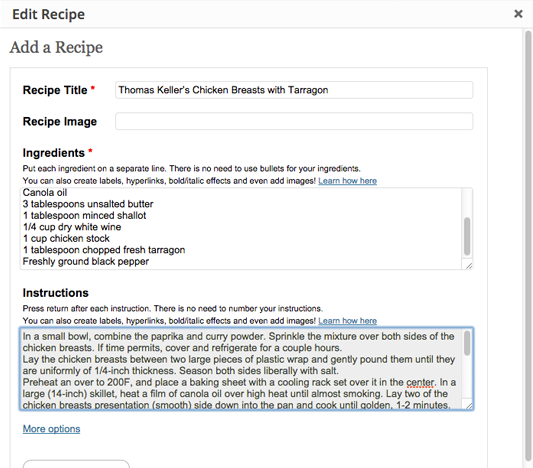 Edit Recipe ×
Add a Recipe
Recipe Title * Thomas Keller's Chicken Breasts with Tarragon
Recipe Image
Ingredients *
Put each ingredient on a separate line. There is no need to use bullets for your ingredients.
You can also create labels, hyperlinks, bold/italic effects and even add images! Learn how here
Canola oil
3 tablespoons unsalted butter
1 tablespoon minced shallot
1/4 cup dry white wine
1 cup chicken stock
1 tablespoon chopped fresh tarragon
Freshly ground black pepper
Instructions
Press return after each instruction. There is no need to number your instructions.
You can also create labels, hyperlinks, bold/italic effects and even add images! Learn how here
In a small bowl, combine the paprika and curry powder. Sprinkle the mixture over both sides of the
chicken breasts. If time permits, cover and refrigerate for a couple hours.
Lay the chicken breasts between two large pieces of plastic wrap and gently pound them until they
are uniformly of 1/4-inch thickness. Season both sides liberally with salt.
Preheat an over to 200F, and place a baking sheet with a cooling rack set over it in the center. In a
large (14-inch) skillet, heat a film of canola oil over high heat until almost smoking. Lay two of the
chicken breasts presentation (smooth) side down into the pan and cook until golden, 1-2 minutes.
More options